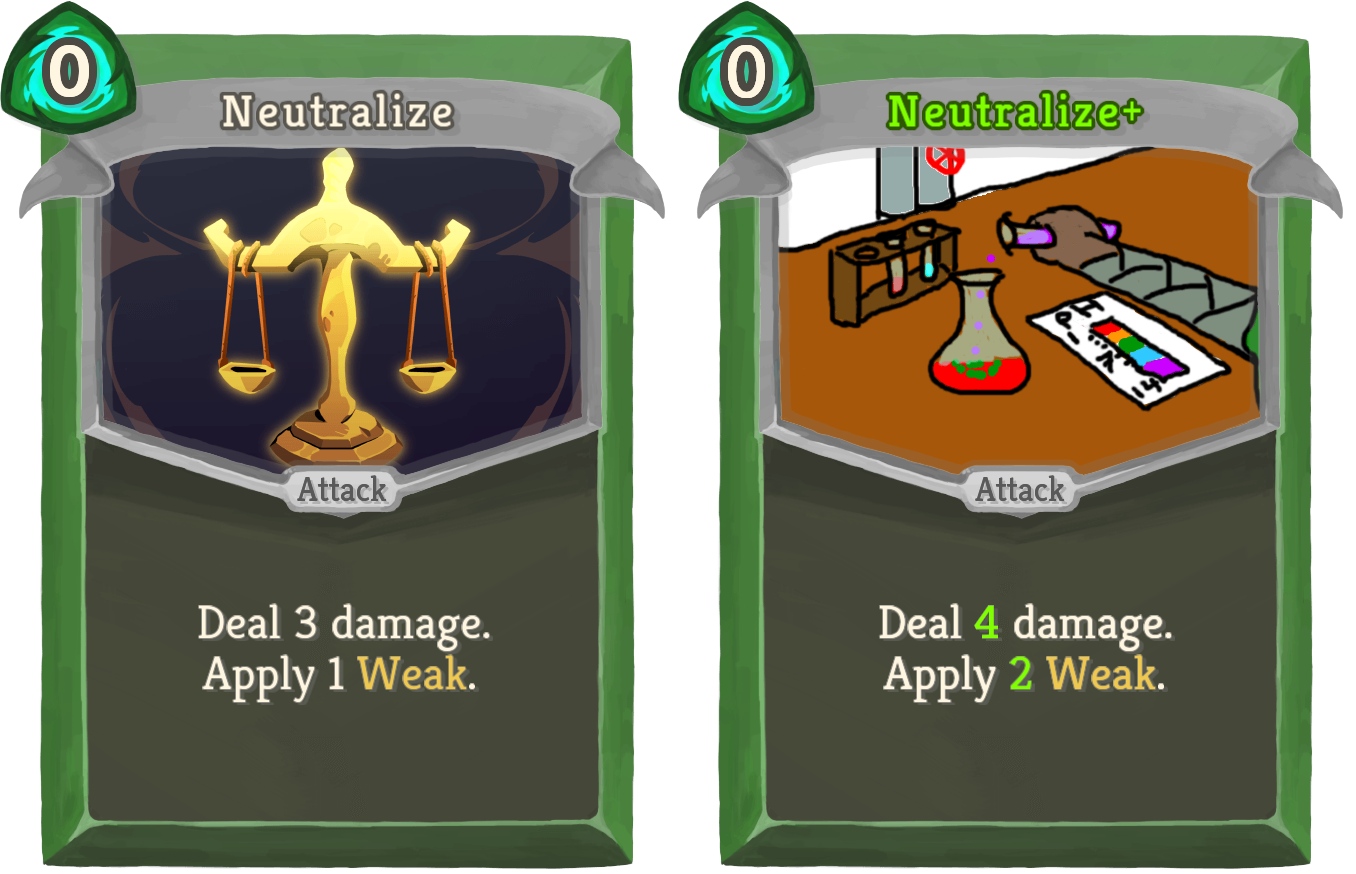 0
Neutralize
Attack
Deal 3 damage.
Apply 1 Weak.
0
Neutralize+
Attack
Deal 4 damage.
Apply 2 Weak.